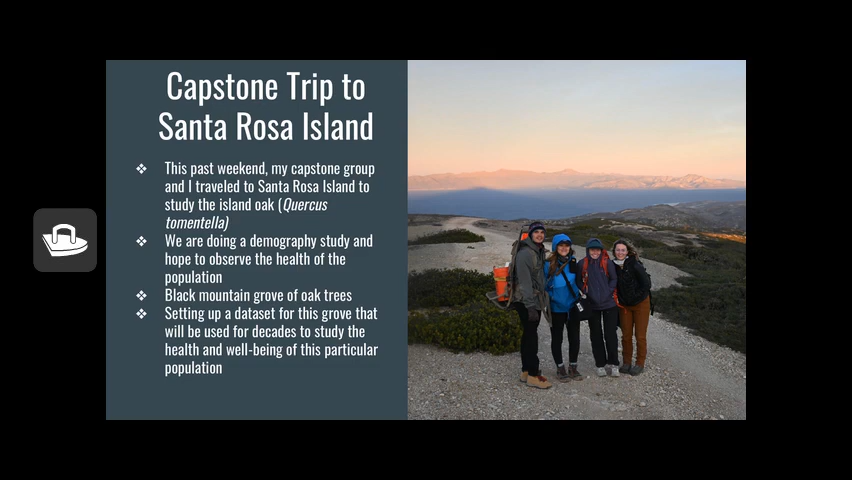 Capstone Trip to
Santa Rosa Island
❖ This past weekend, my capstone group
and I traveled to Santa Rosa Island to
study the island oak (Quercus
tomentella)
❖ We are doing a demography study and
hope to observe the health of the
population
❖ Black mountain grove of oak trees
❖ Setting up a dataset for this grove that
will be used for decades to study the
health and well-being of this particular
population